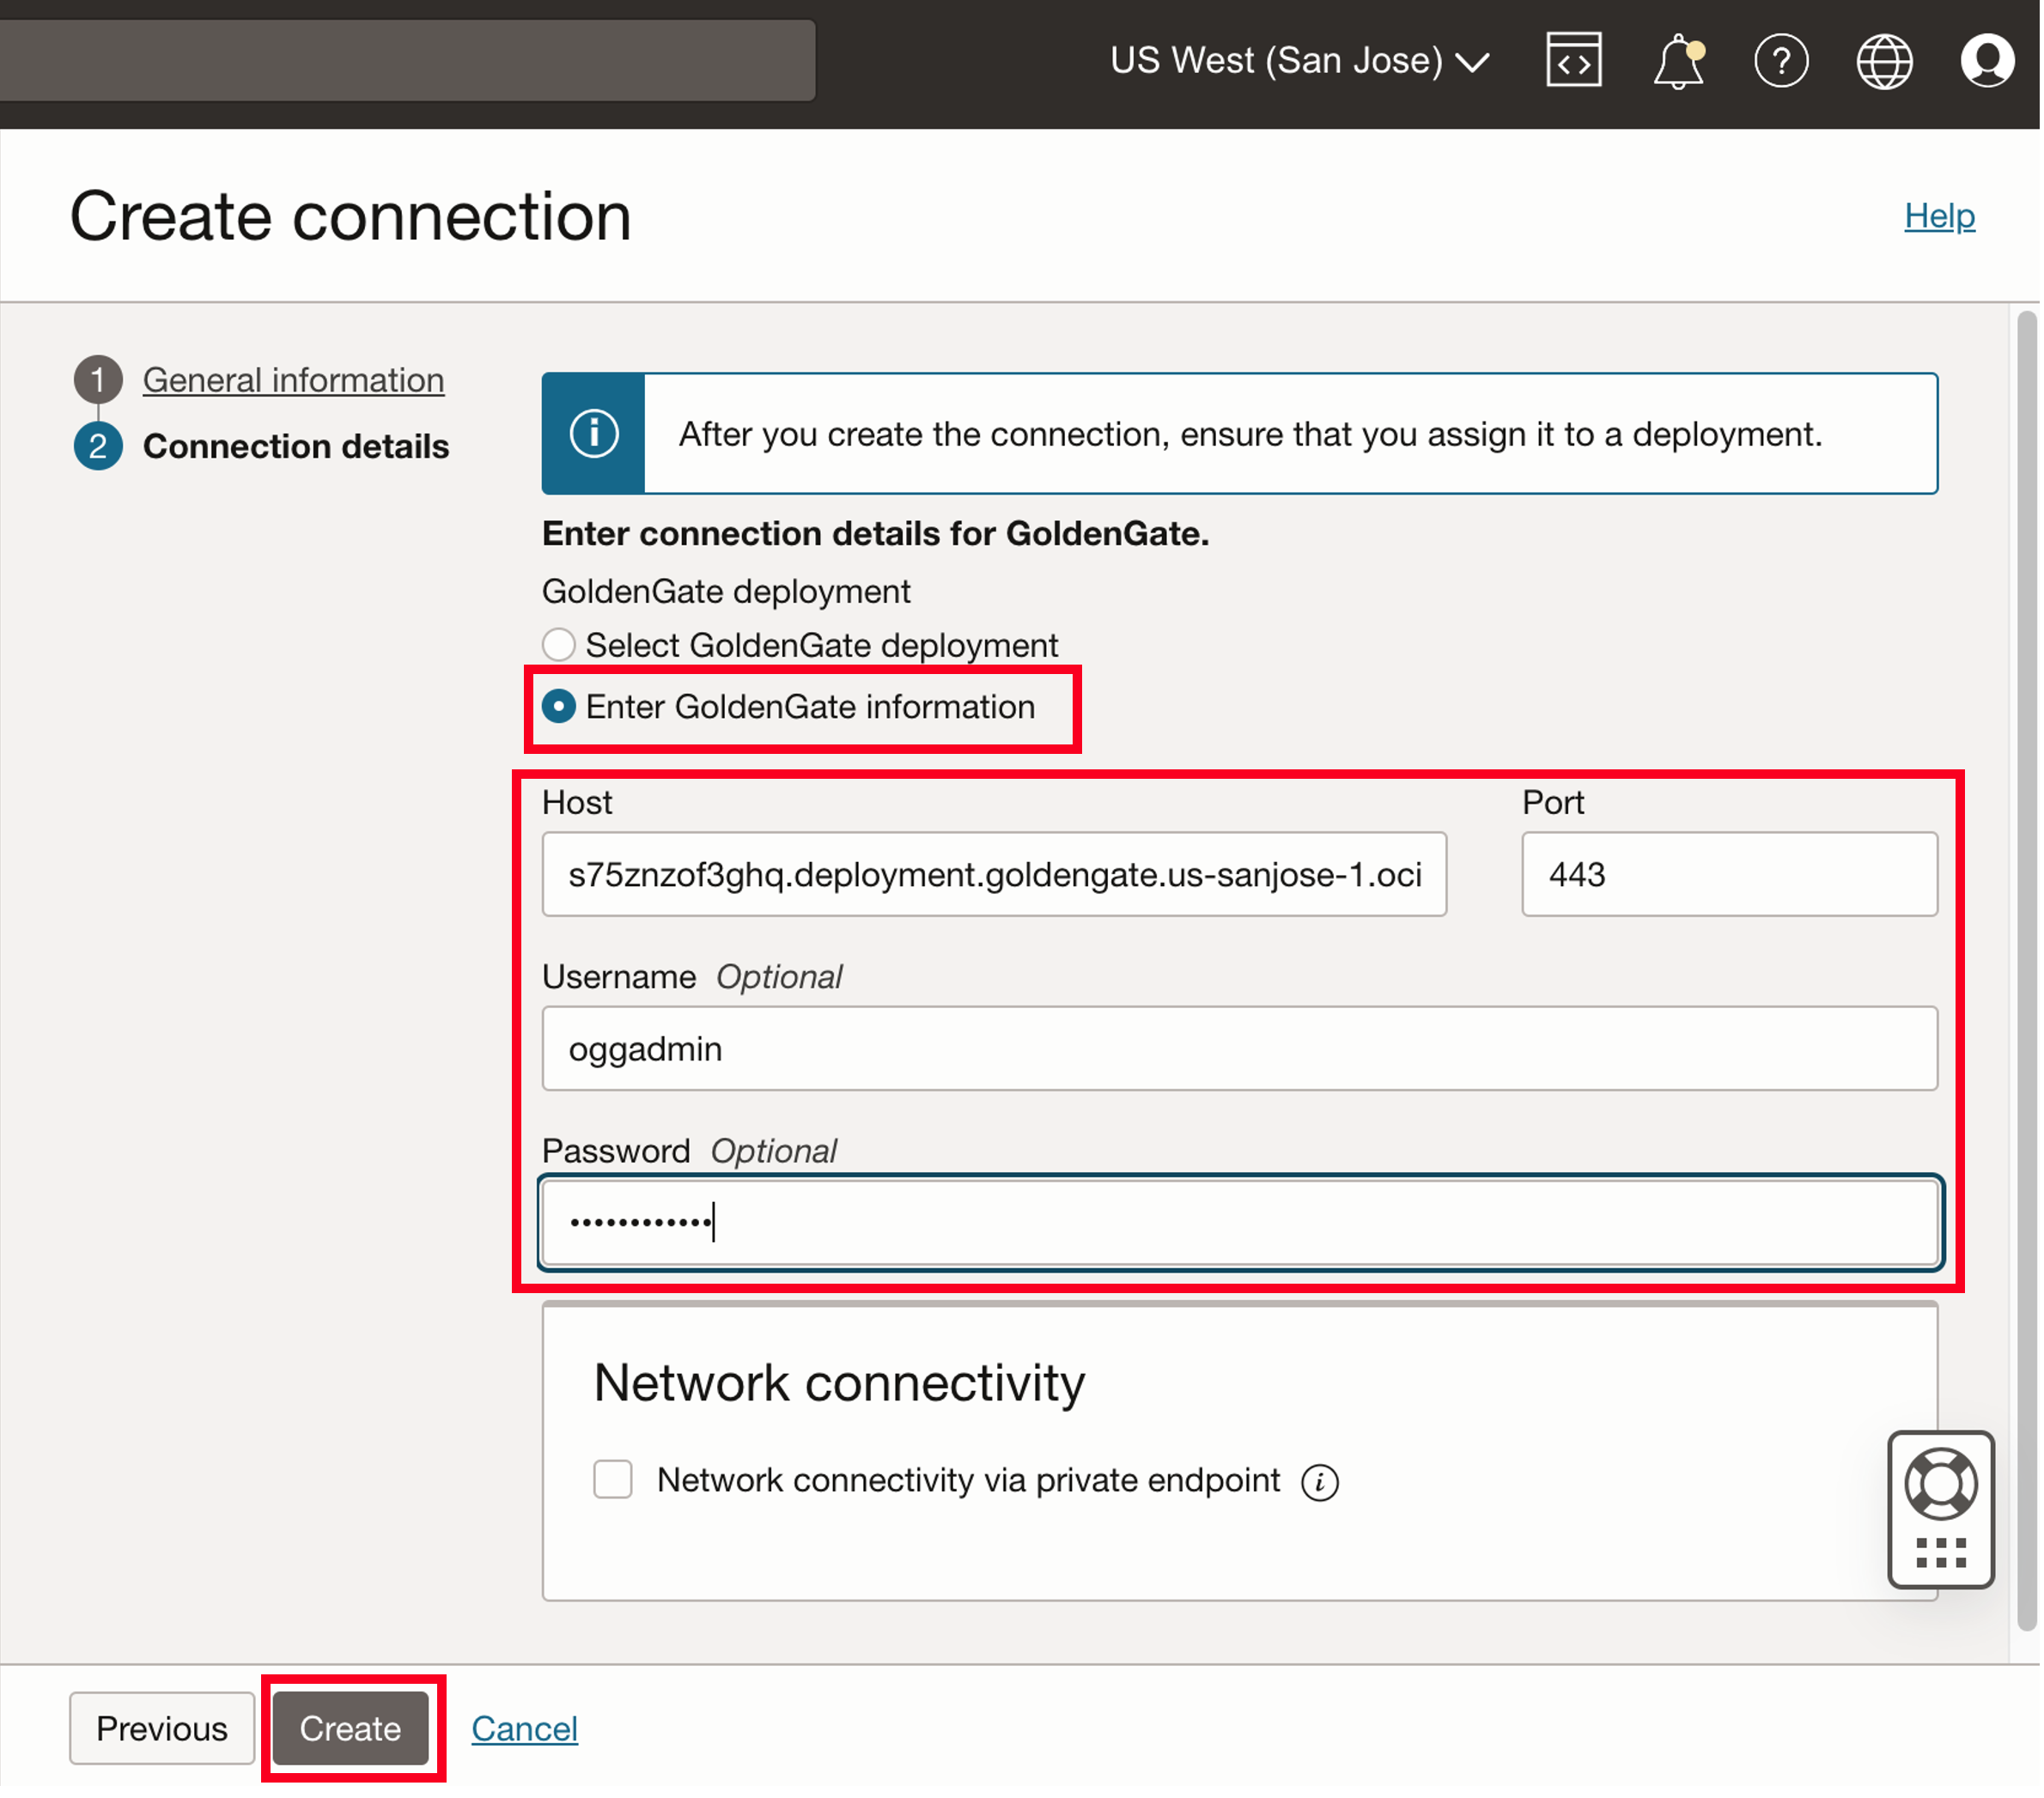 US West (San Jose)
Create connection
Help
1 General information
2 Connection details
After you create the connection, ensure that you assign it to a deployment.
Enter connection details for GoldenGate.
GoldenGate deployment
Select GoldenGate deployment
Enter GoldenGate information
Host Port
s75znzof3ghq.deployment.goldengate.us-sanjose-1.oci 443
Username Optional
oggadmin
Password Optional
••••••••••••
Network connectivity
Network connectivity via private endpoint
Previous Create Cancel